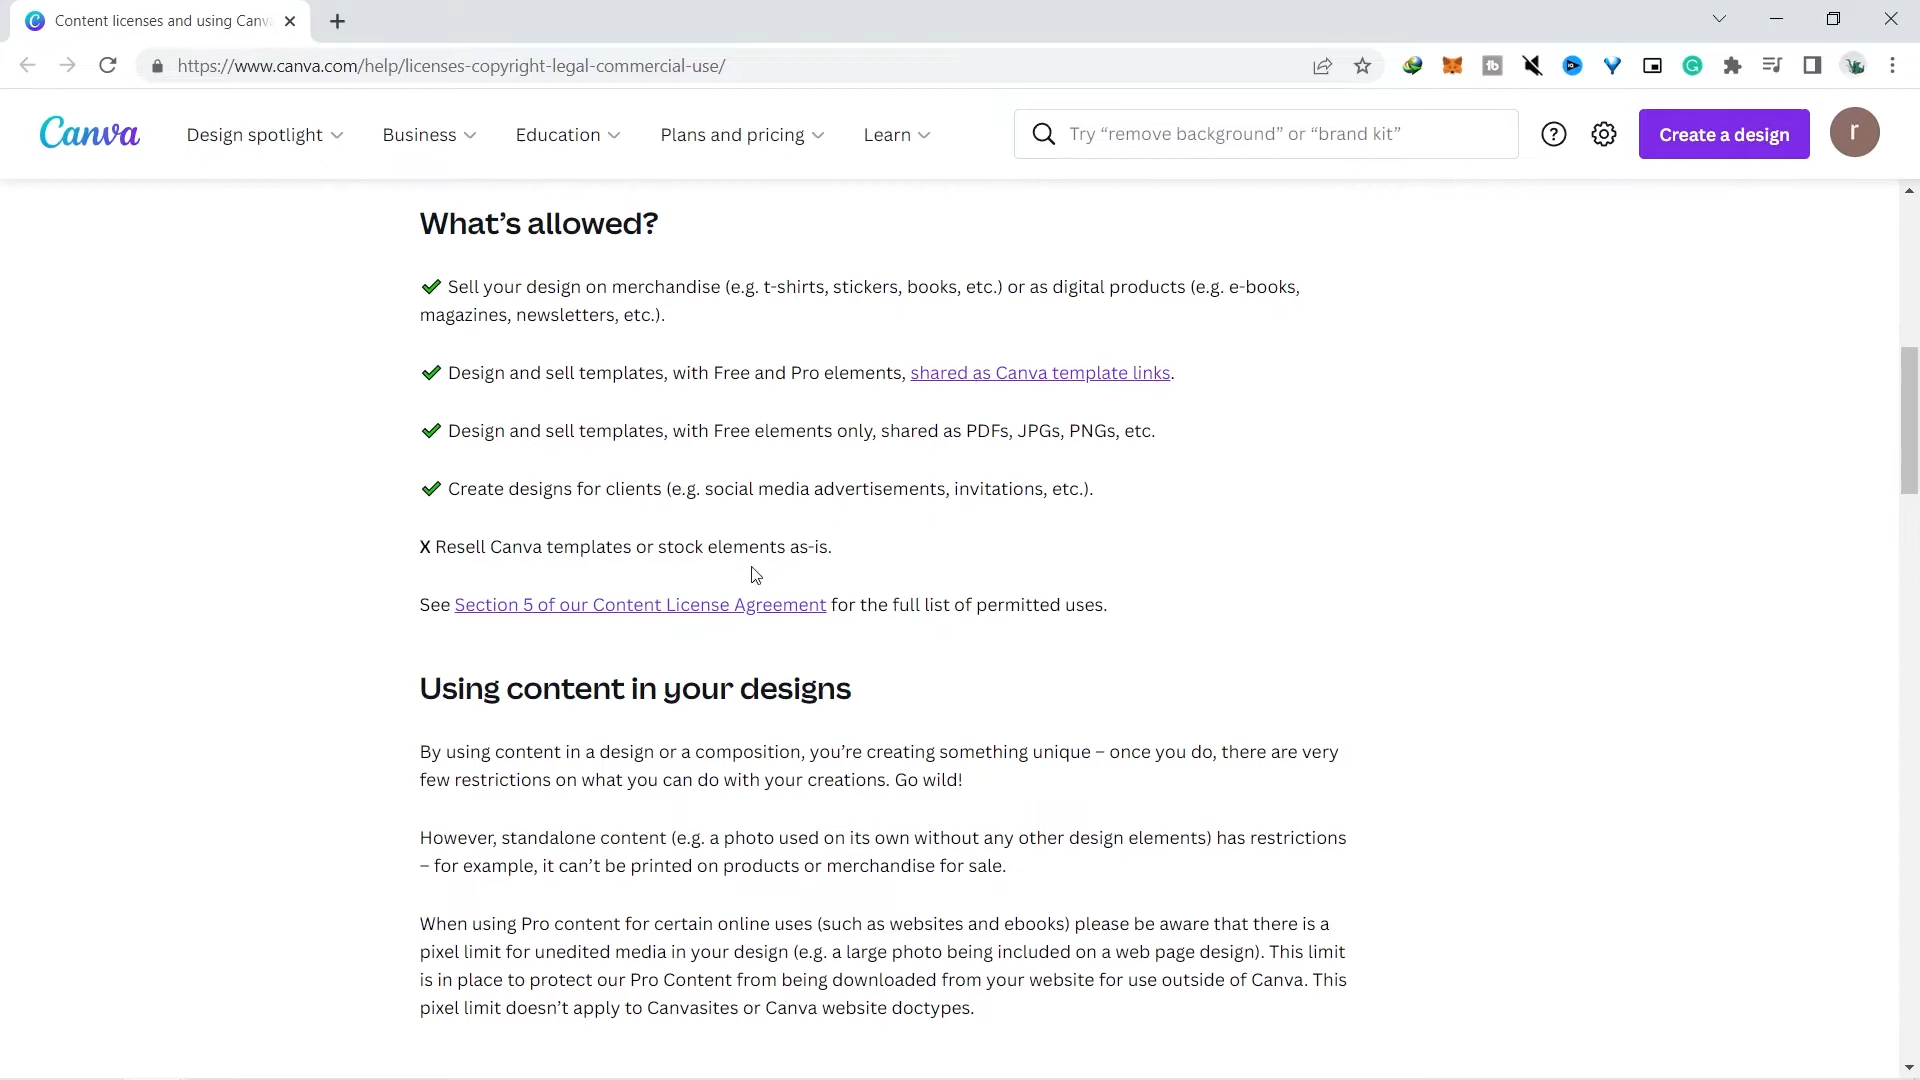 Content licenses and using Canv
https://www.canva.com/help/licenses-copyright-legal-commercial-use/
Canva
Design spotlight
Business
Education
Plans and pricing
Learn
Try “remove background” or “brand kit”
Create a design
r
What’s allowed?
✔ Sell your design on merchandise (e.g. t-shirts, stickers, books, etc.) or as digital products (e.g. e-books,
magazines, newsletters, etc.).
✔ Design and sell templates, with Free and Pro elements, shared as Canva template links.
✔ Design and sell templates, with Free elements only, shared as PDFs, JPGs, PNGs, etc.
✔ Create designs for clients (e.g. social media advertisements, invitations, etc.).
X Resell Canva templates or stock elements as-is.
See Section 5 of our Content License Agreement for the full list of permitted uses.
Using content in your designs
By using content in a design or a composition, you’re creating something unique – once you do, there are very
few restrictions on what you can do with your creations. Go wild!
However, standalone content (e.g. a photo used on its own without any other design elements) has restrictions
– for example, it can’t be printed on products or merchandise for sale.
When using Pro content for certain online uses (such as websites and ebooks) please be aware that there is a
pixel limit for unedited media in your design (e.g. a large photo being included on a web page design). This limit
is in place to protect our Pro Content from being downloaded from your website for use outside of Canva. This
pixel limit doesn’t apply to Canvasites or Canva website doctypes.